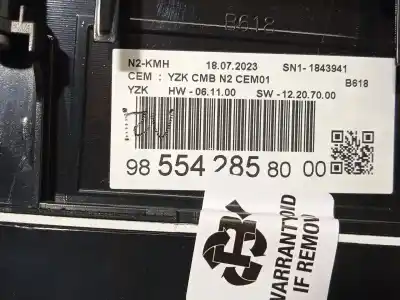 B618
N2-KMH 18.07.2023 SN1-1843941
CEM : YZK CMB N2 CEM01 B618
YZK HW -06.11.00 SW -12.20.70.00
98 554 285 80 00
WARRANTY VOID
IF REMOV